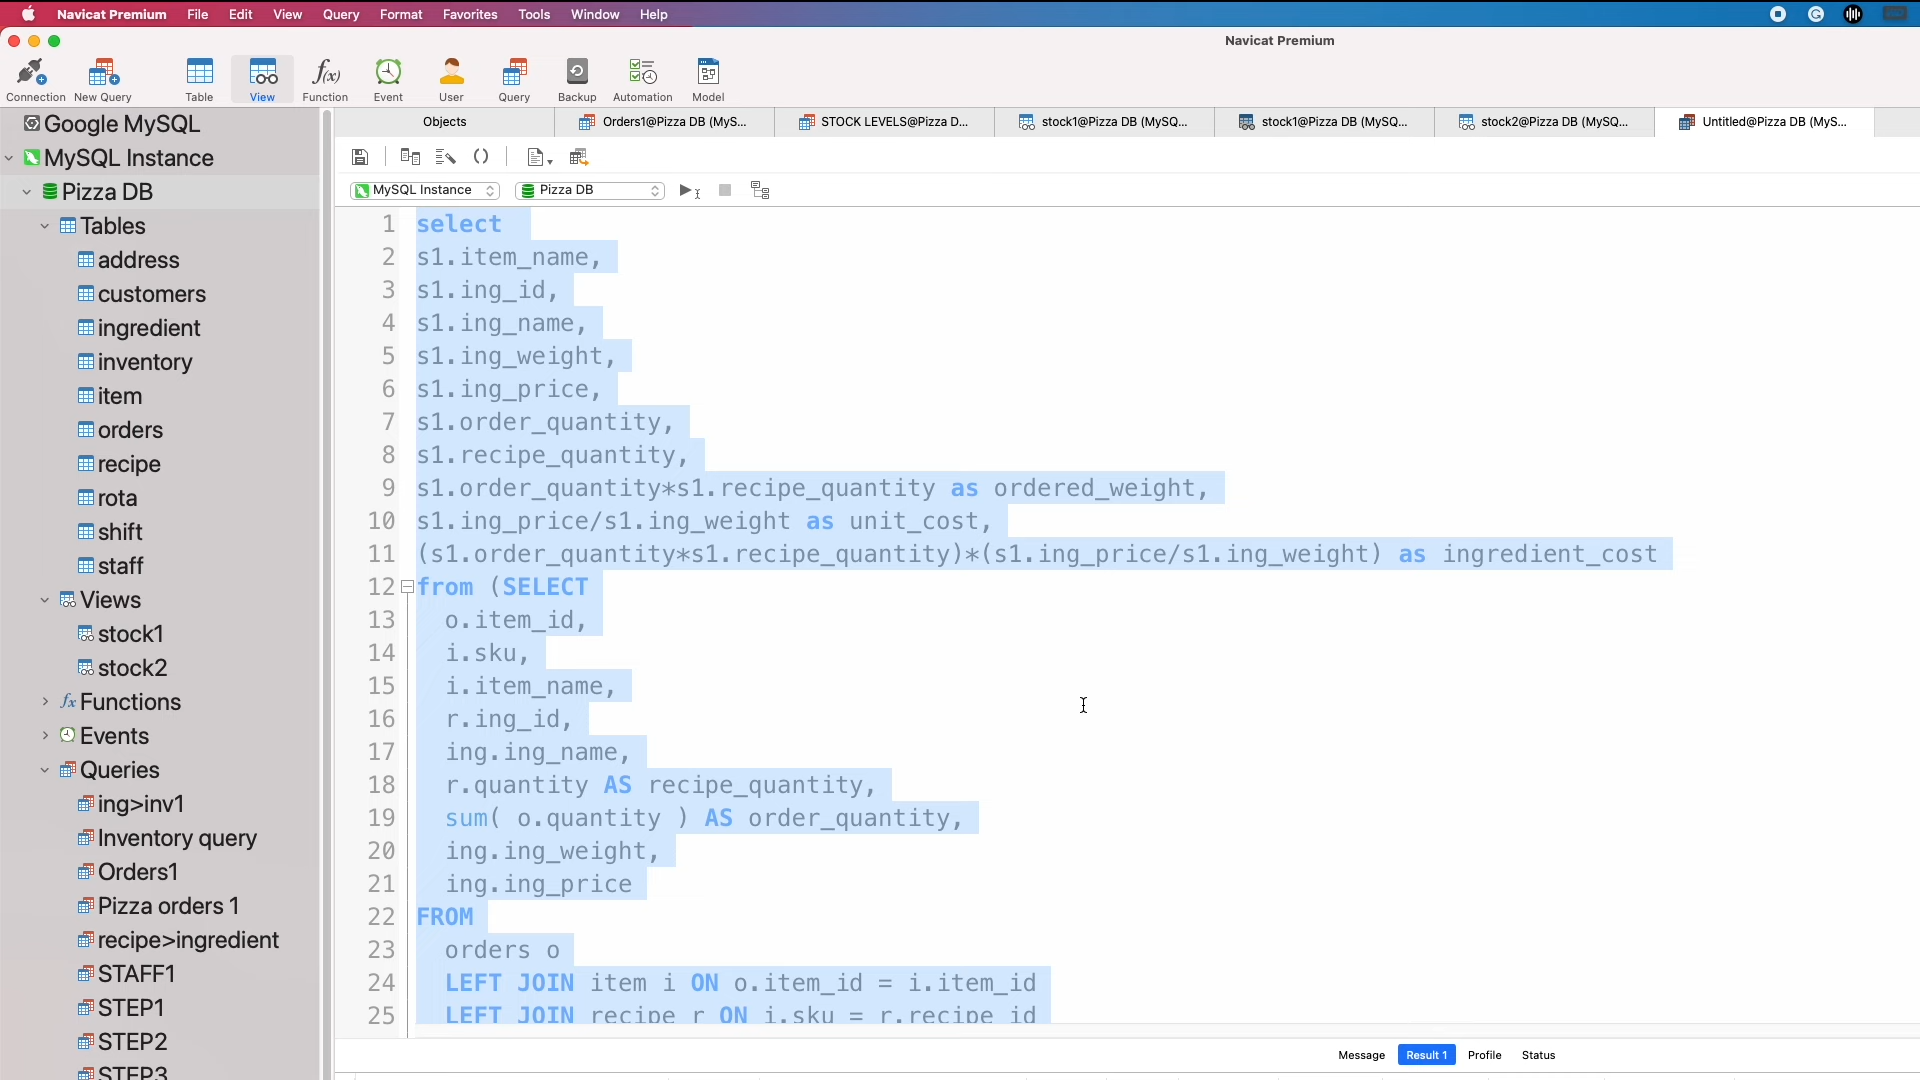 Navicat Premium File Edit View Query Format Favorites Tools Window Help
Navicat Premium
Connection New Query Table View Function Event User Query Backup Automation Model
Objects Orders1@Pizza DB (MyS... STOCK LEVELS@Pizza D... stock1@Pizza DB (MySQ... stock1@Pizza DB (MySQ... stock2@Pizza DB (MySQ... Untitled@Pizza DB (MyS...
MySQL Instance Pizza DB
Google MySQL
MySQL Instance
Pizza DB
Tables
address
customers
ingredient
inventory
item
orders
recipe
rota
shift
staff
Views
stock1
stock2
Functions
Events
Queries
ing>inv1
Inventory query
Orders1
Pizza orders 1
recipe>ingredient
STAFF1
STEP1
STEP2
STEP3
1 select
2 s1.item_name,
3 s1.ing_id,
4 s1.ing_name,
5 s1.ing_weight,
6 s1.ing_price,
7 s1.order_quantity,
8 s1.recipe_quantity,
9 s1.order_quantity*s1.recipe_quantity as ordered_weight,
10 s1.ing_price/s1.ing_weight as unit_cost,
11 (s1.order_quantity*s1.recipe_quantity)*(s1.ing_price/s1.ing_weight) as ingredient_cost
12 from (SELECT
13 o.item_id,
14 i.sku,
15 i.item_name,
16 r.ing_id,
17 ing.ing_name,
18 r.quantity AS recipe_quantity,
19 sum( o.quantity ) AS order_quantity,
20 ing.ing_weight,
21 ing.ing_price
22 FROM
23 orders o
24 LEFT JOIN item i ON o.item_id = i.item_id
25 LEFT JOIN recipe r ON i.sku = r.recipe_id
Message Result 1 Profile Status